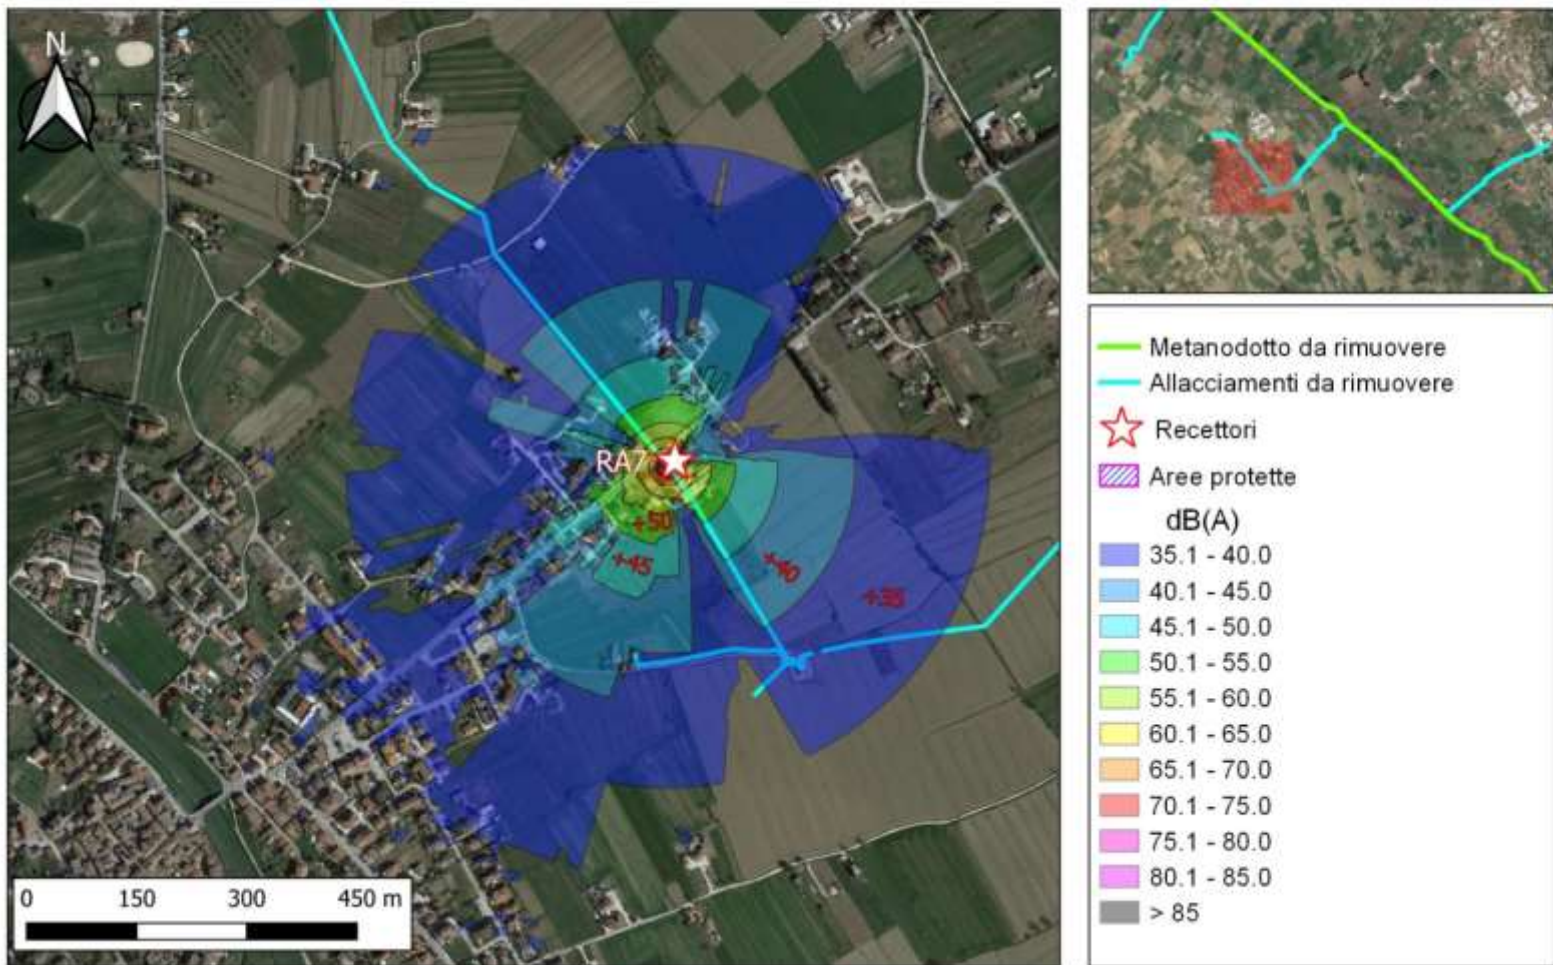 N
RA7
+50
+45
+40
+35
0 150 300 450 m
Metanodotto da rimuovere
Allacciamenti da rimuovere
Recettori
Aree protette
dB(A)
35.1 - 40.0
40.1 - 45.0
45.1 - 50.0
50.1 - 55.0
55.1 - 60.0
60.1 - 65.0
65.1 - 70.0
70.1 - 75.0
75.1 - 80.0
80.1 - 85.0
> 85